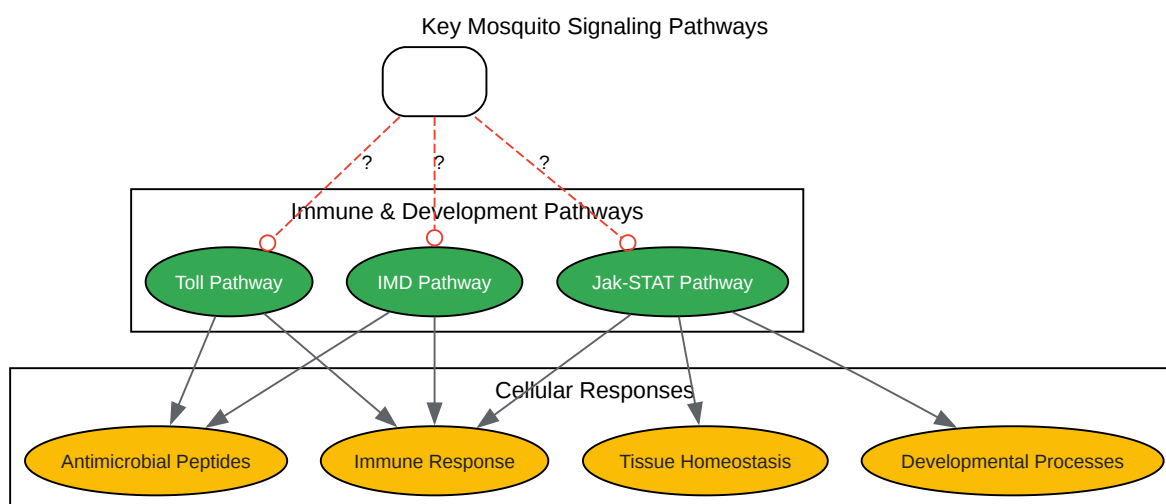 Key Mosquito Signaling Pathways
?
?
?
Immune & Development Pathways
Toll Pathway
IMD Pathway
Jak-STAT Pathway
Cellular Responses
Antimicrobial Peptides
Immune Response
Tissue Homeostasis
Developmental Processes